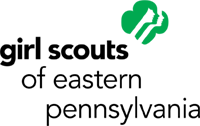 girl scouts
of eastern
pennsylvania